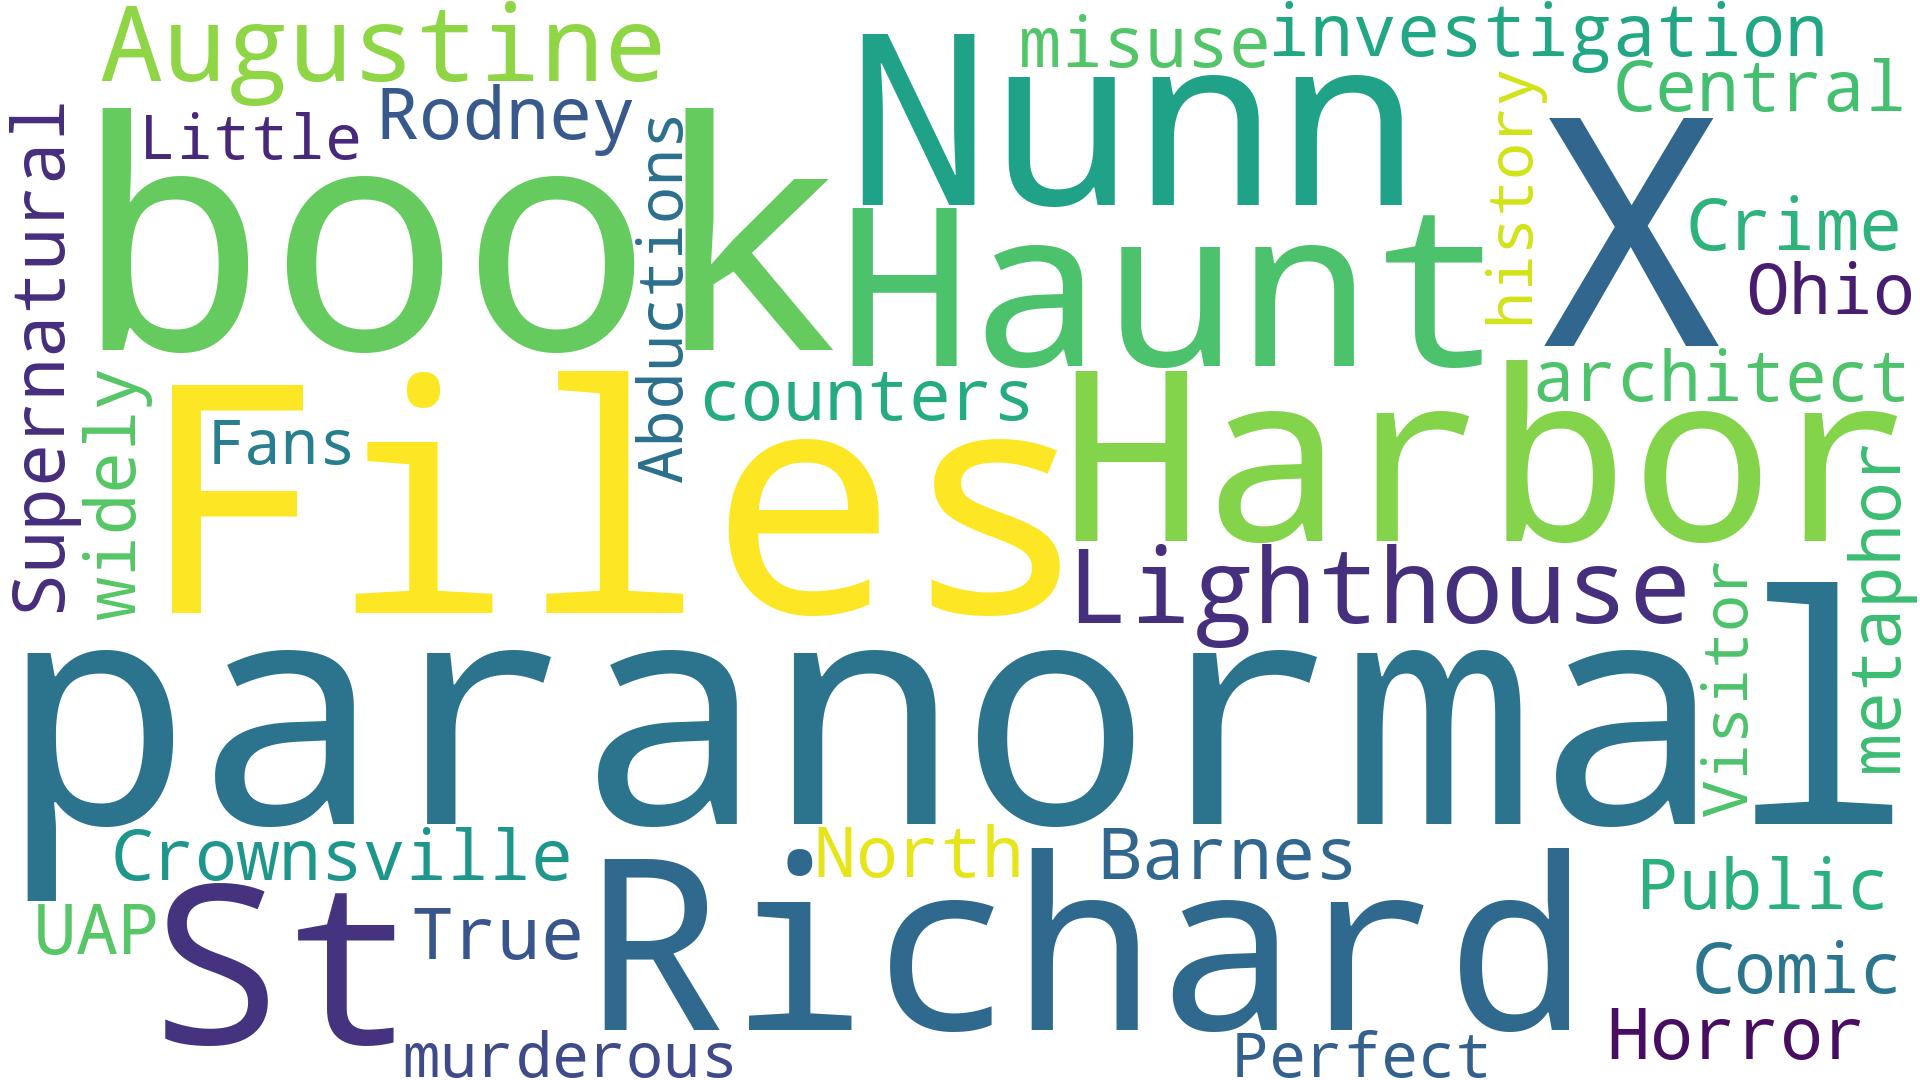 Augustine
misuse
investigation
Nunn
Central
Little
Rodney
book
Supernatural
Abductions
history
X
Crime
Haunt
Ohio
widely
Files
Fans
counters
Harbor
architect
Lighthouse
Visitor
metaphor
paranormal
Crownsville
North
Barnes
Public
UAP
St
True
Richard
Comic
Horror
murderous
Perfect